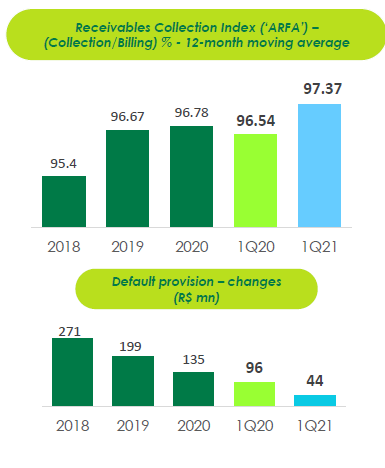 Receivables Collection Index ('ARFA') –
(Collection/Billing) % - 12-month moving average
97.37
96.67
96.78
96.54
95.4
2018
2019
2020
1Q20
1Q21
Default provision – changes
(R$ mn)
271
199
135
96
44
2018
2019
2020
1Q20
1Q21